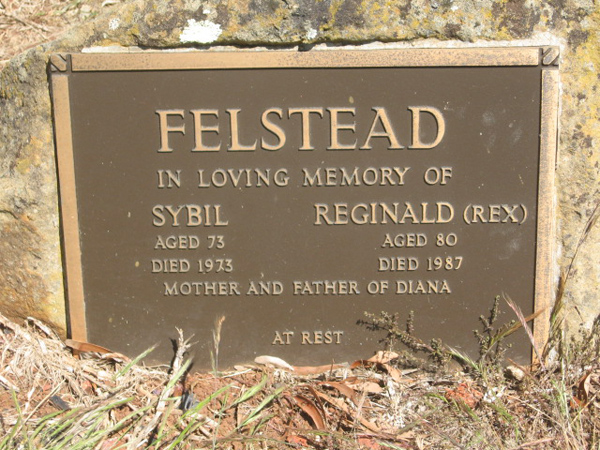 FELSTEAD
IN LOVING MEMORY OF
SYBIL REGINALD (REX)
AGED 73 AGED 80
DIED 1973 DIED 1987
MOTHER AND FATHER OF DIANA
AT REST